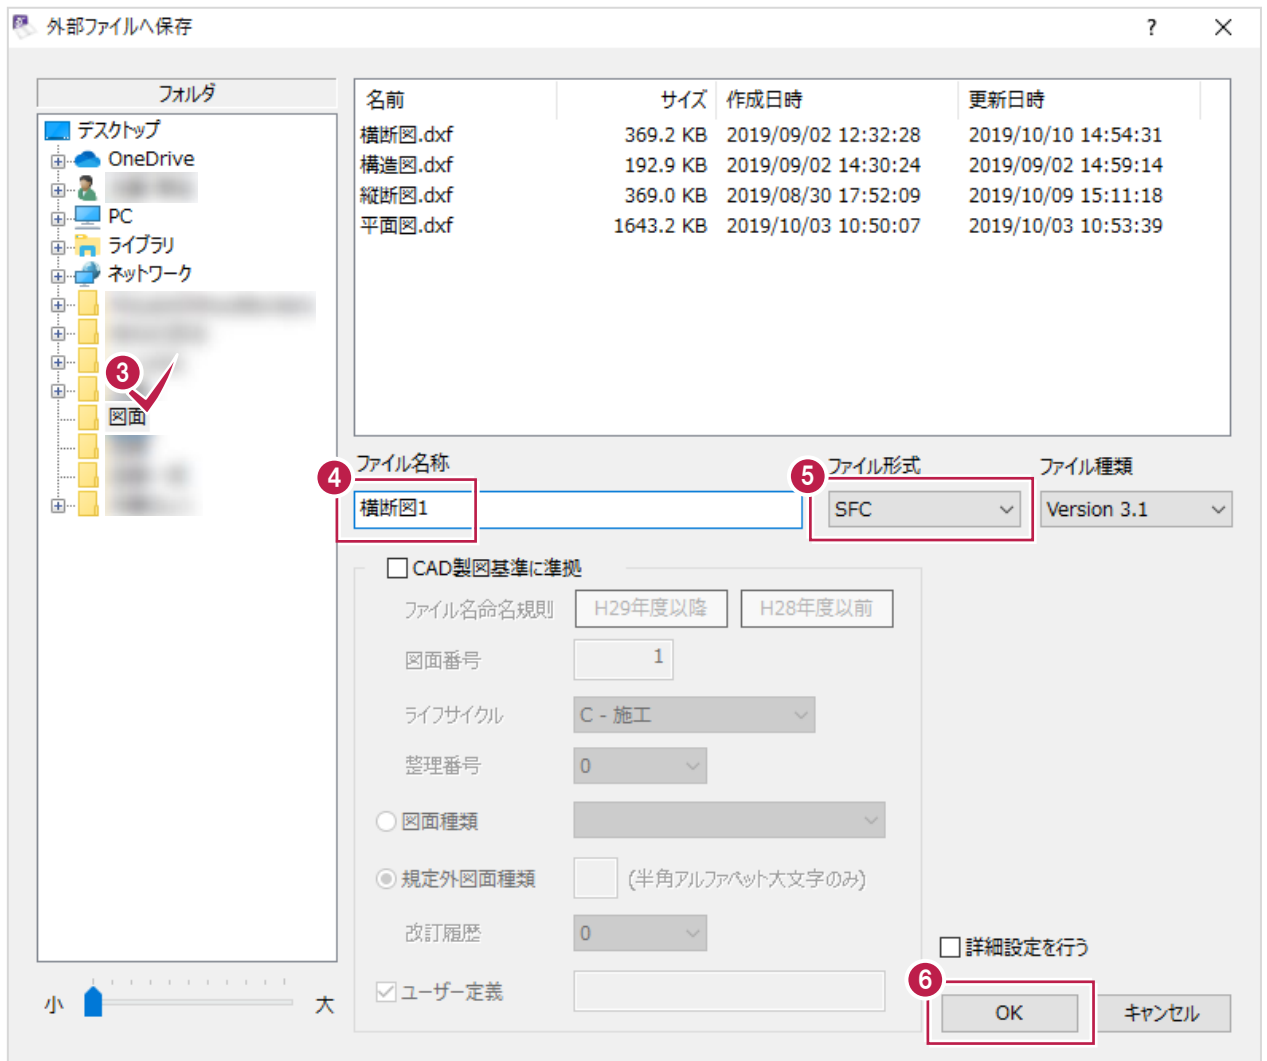 外部ファイルへ保存
?
フォルダ
デスクトップ
OneDrive
PC
ライブラリ
ネットワーク
3
図面
小
大
名前 サイズ 作成日時 更新日時
横断図.dxf 369.2 KB 2019/09/02 12:32:28 2019/10/10 14:54:31
構造図.dxf 192.9 KB 2019/09/02 14:30:24 2019/09/02 14:59:14
縦断図.dxf 369.0 KB 2019/08/30 17:52:09 2019/10/09 15:11:18
平面図.dxf 1643.2 KB 2019/10/03 10:50:07 2019/10/03 10:53:39
4
ファイル名称
5
ファイル形式
ファイル種類
横断図1
SFC
Version 3.1
CAD製図基準に準拠
ファイル名命名規則 H29年度以降 H28年度以前
図面番号 1
ライフサイクル C - 施工
整理番号 0
図面種類
規定外図面種類 (半角アルファベット大文字のみ)
改訂履歴 0
ユーザー定義
詳細設定を行う
6
OK
キャンセル